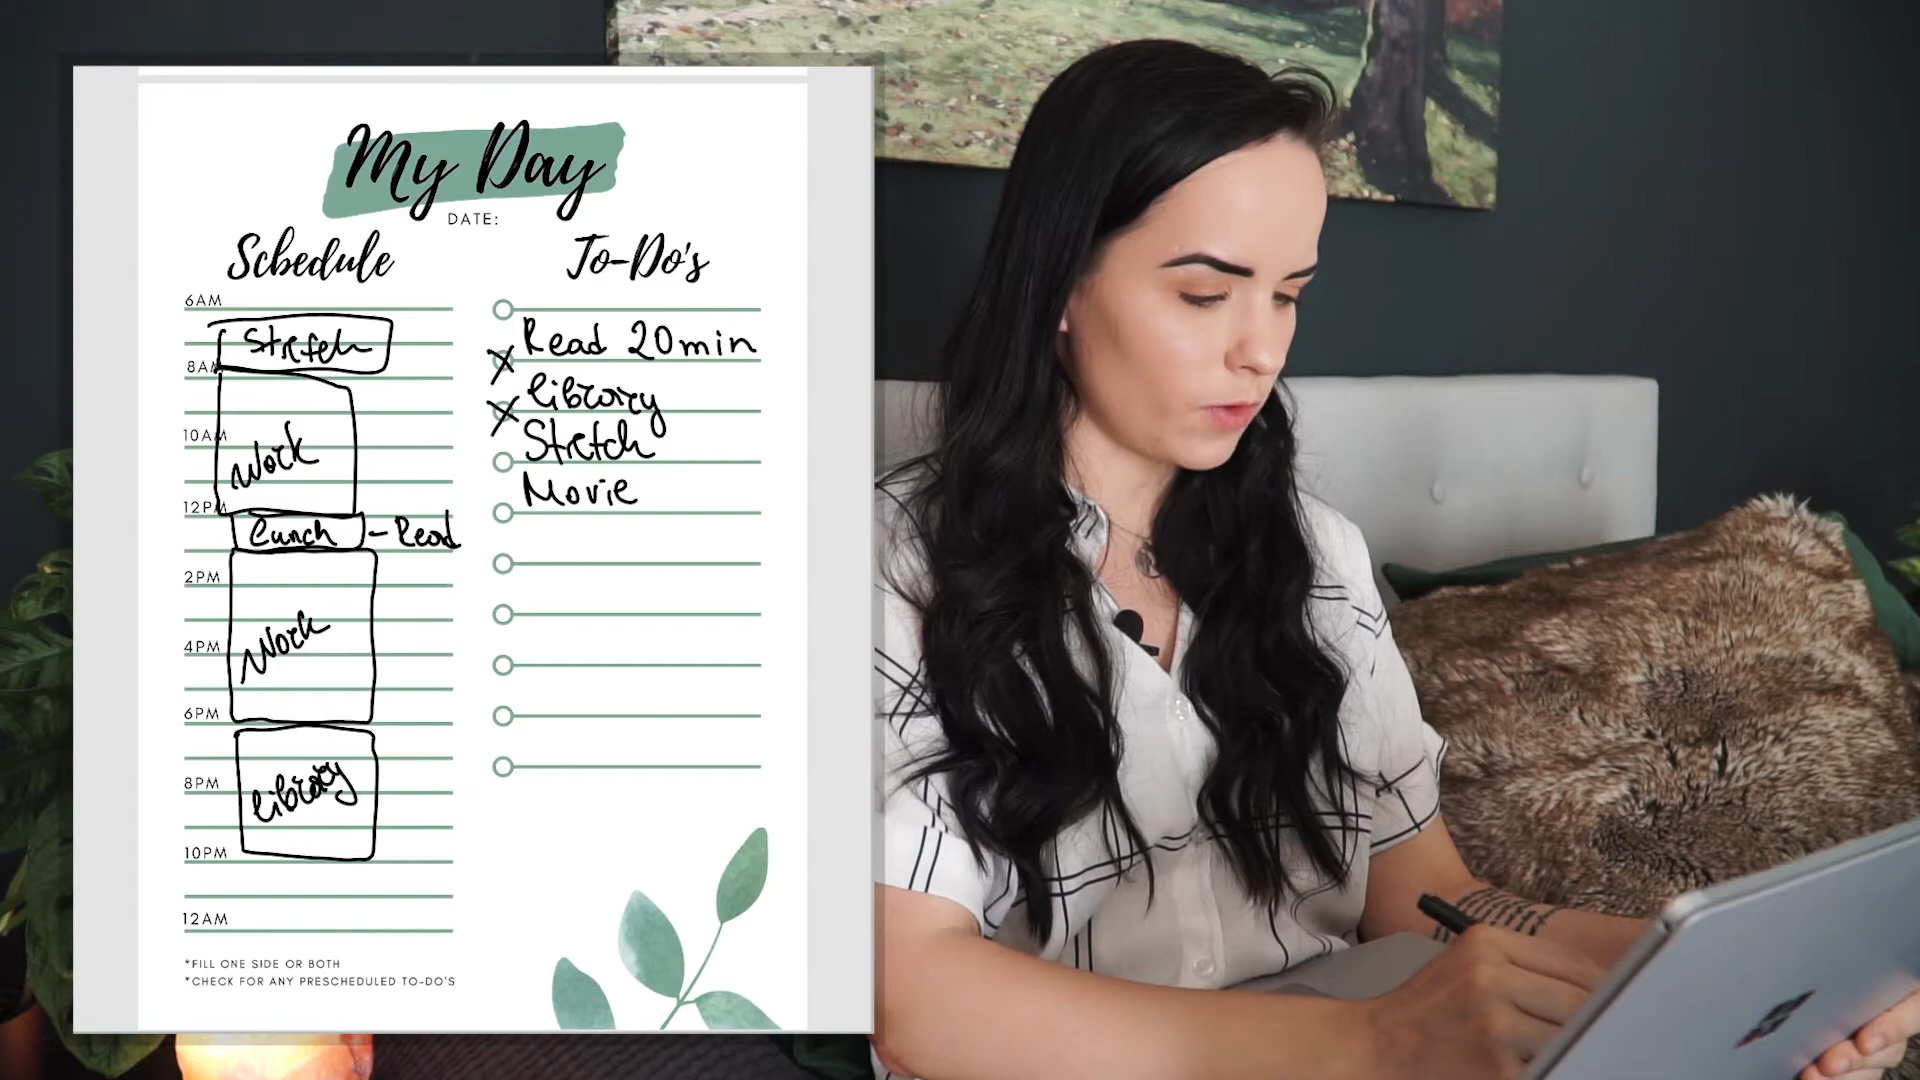 My Day
DATE:
Schedule
6AM
Stretch
8AM
10AM
Work
12PM
Lunch - Read
2PM
Work
4PM
6PM
8PM
library
10PM
12AM
*FILL ONE SIDE OR BOTH
*CHECK FOR ANY PRESCHEDULED TO-DO'S
To-Do's
Read 20min
library
Stretch
Movie